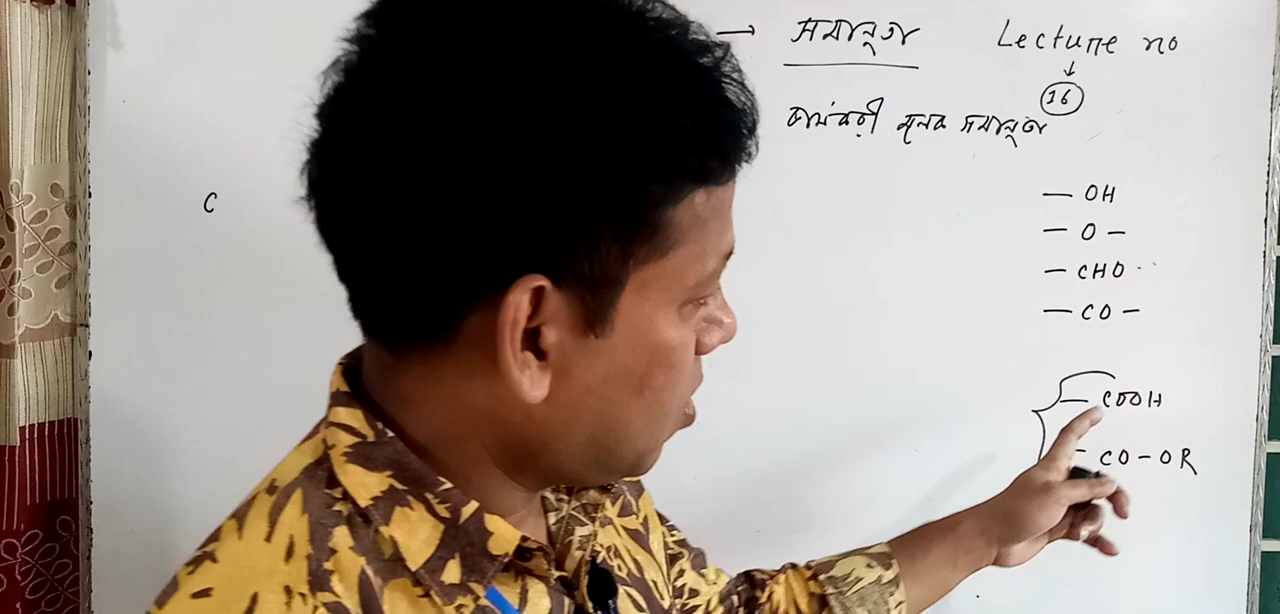 → সমানুতা
Lecture no
↓
16
কার্যকরী মূলক সমানুতা
C
— OH
— O —
— CHO
— CO —
— COOH
— CO-OR